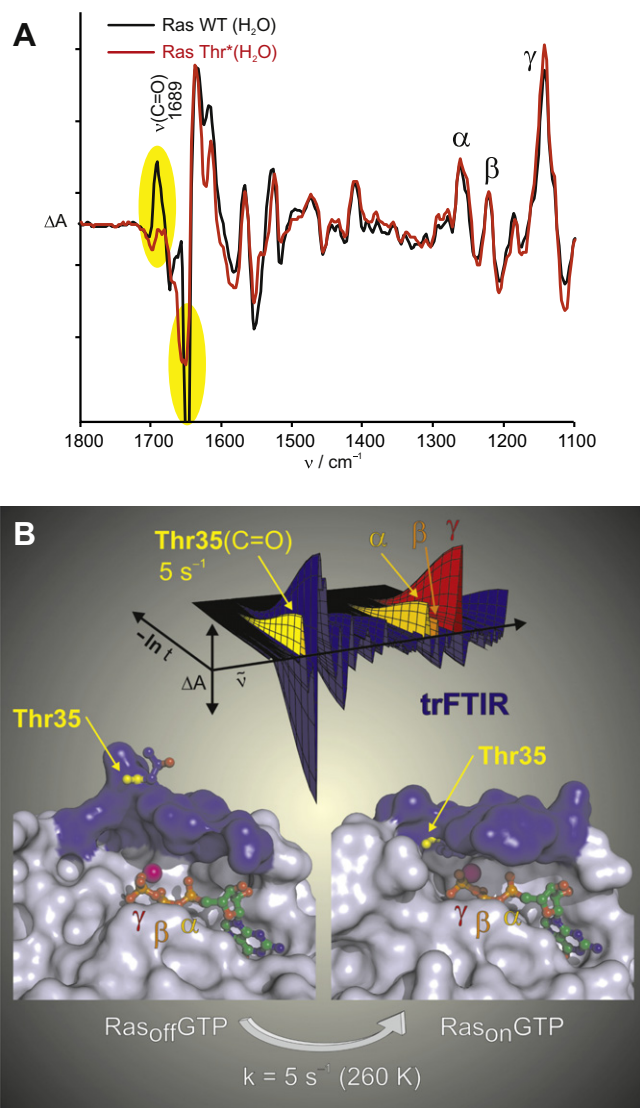 A
Ras WT (H₂O)
Ras Thr*(H₂O)
ν(C=O)
1689
ΔA
α
β
γ
1800 1700 1600 1500 1400 1300 1200 1100
ν / cm⁻¹
B
Thr35(C=O)
5 s⁻¹
α
β
γ
–ln t
ΔA
ν̃
trFTIR
Thr35
Thr35
γ β α
γ β α
RasoffGTP
RasonGTP
k = 5 s⁻¹ (260 K)